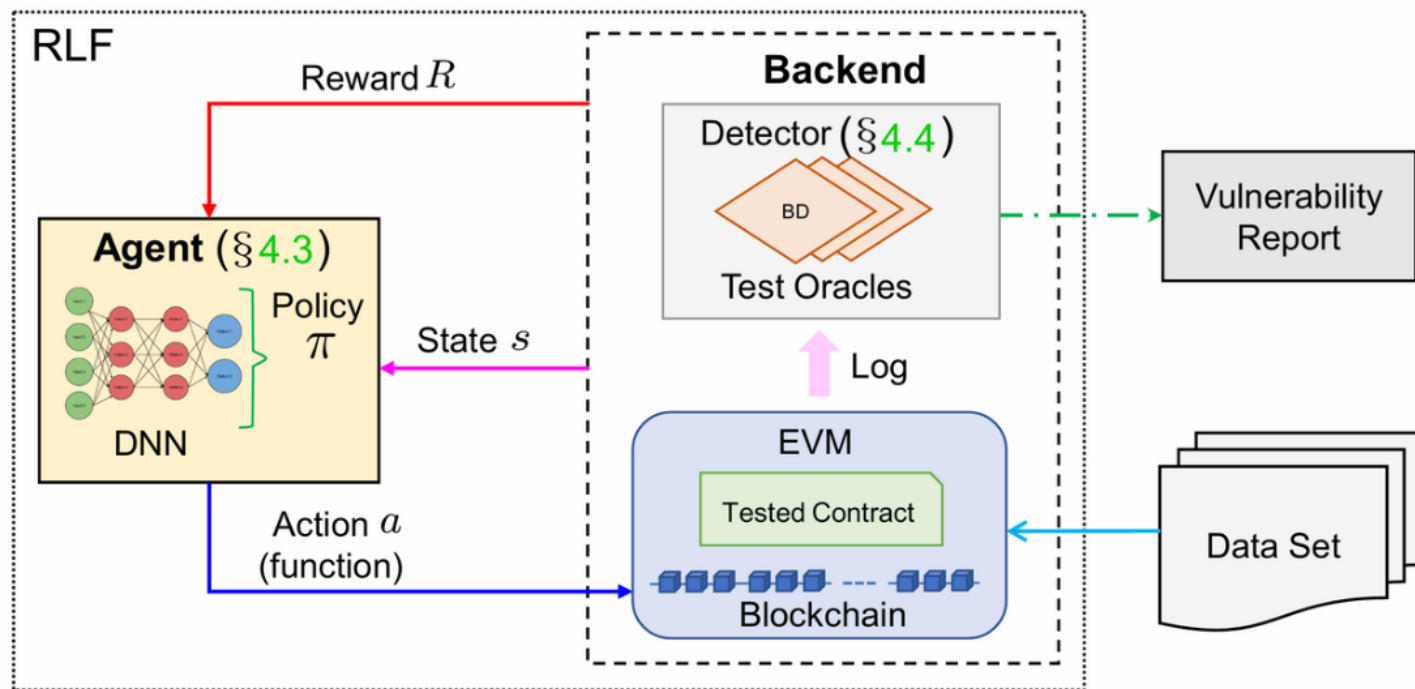 RLF
Reward R
Backend
Detector (§4.4)
BD
Test Oracles
Vulnerability
Report
Agent (§4.3)
Policy
π
DNN
State s
Log
EVM
Tested Contract
Blockchain
Action a
(function)
Data Set